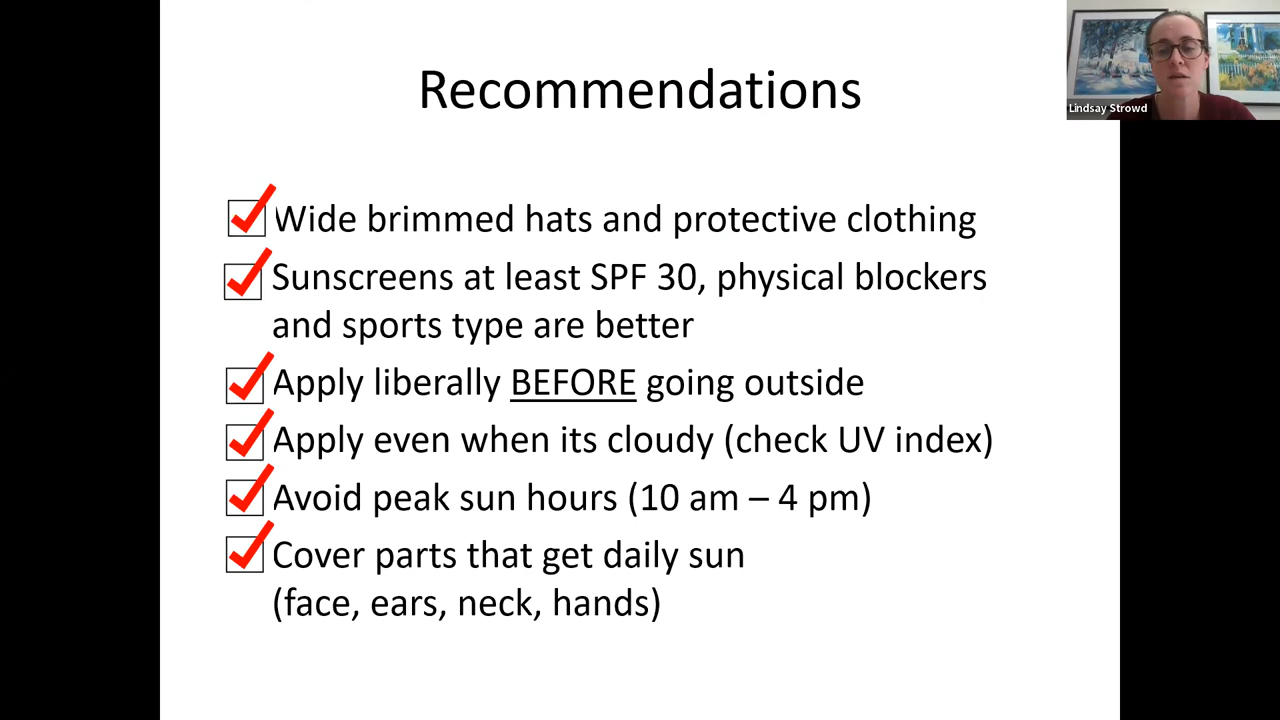 Recommendations
Lindsay Strowd
Wide brimmed hats and protective clothing
Sunscreens at least SPF 30, physical blockers
and sports type are better
Apply liberally BEFORE going outside
Apply even when its cloudy (check UV index)
Avoid peak sun hours (10 am – 4 pm)
Cover parts that get daily sun
(face, ears, neck, hands)